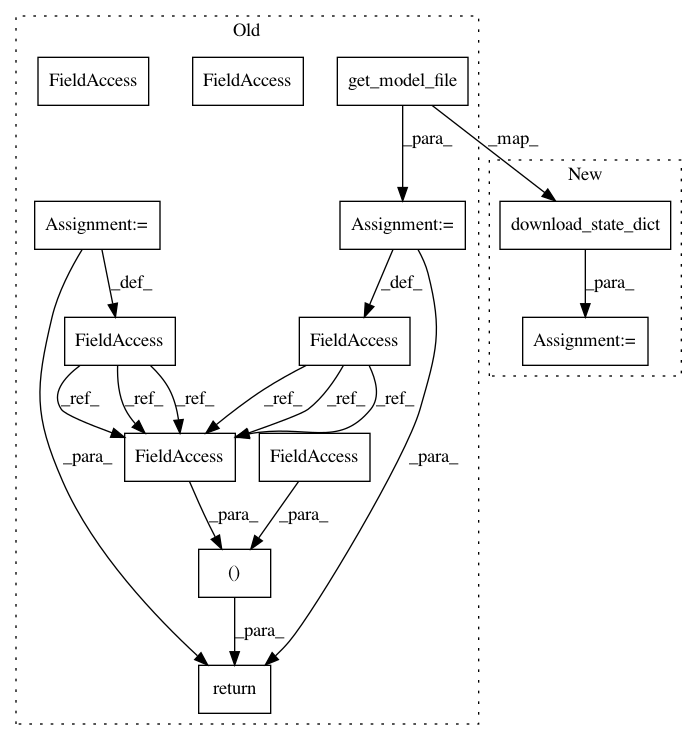 Old
FieldAccess
FieldAccess
get_model_file
_para_
_map_
New
Assignment:=
Assignment:=
download_state_dict
_def_
_def_
_para_
FieldAccess
FieldAccess
Assignment:=
_ref_
_ref_
_ref_
_ref_
_ref_
_ref_
_para_
FieldAccess
FieldAccess
_para_
_para_
_para_
()
_para_
return